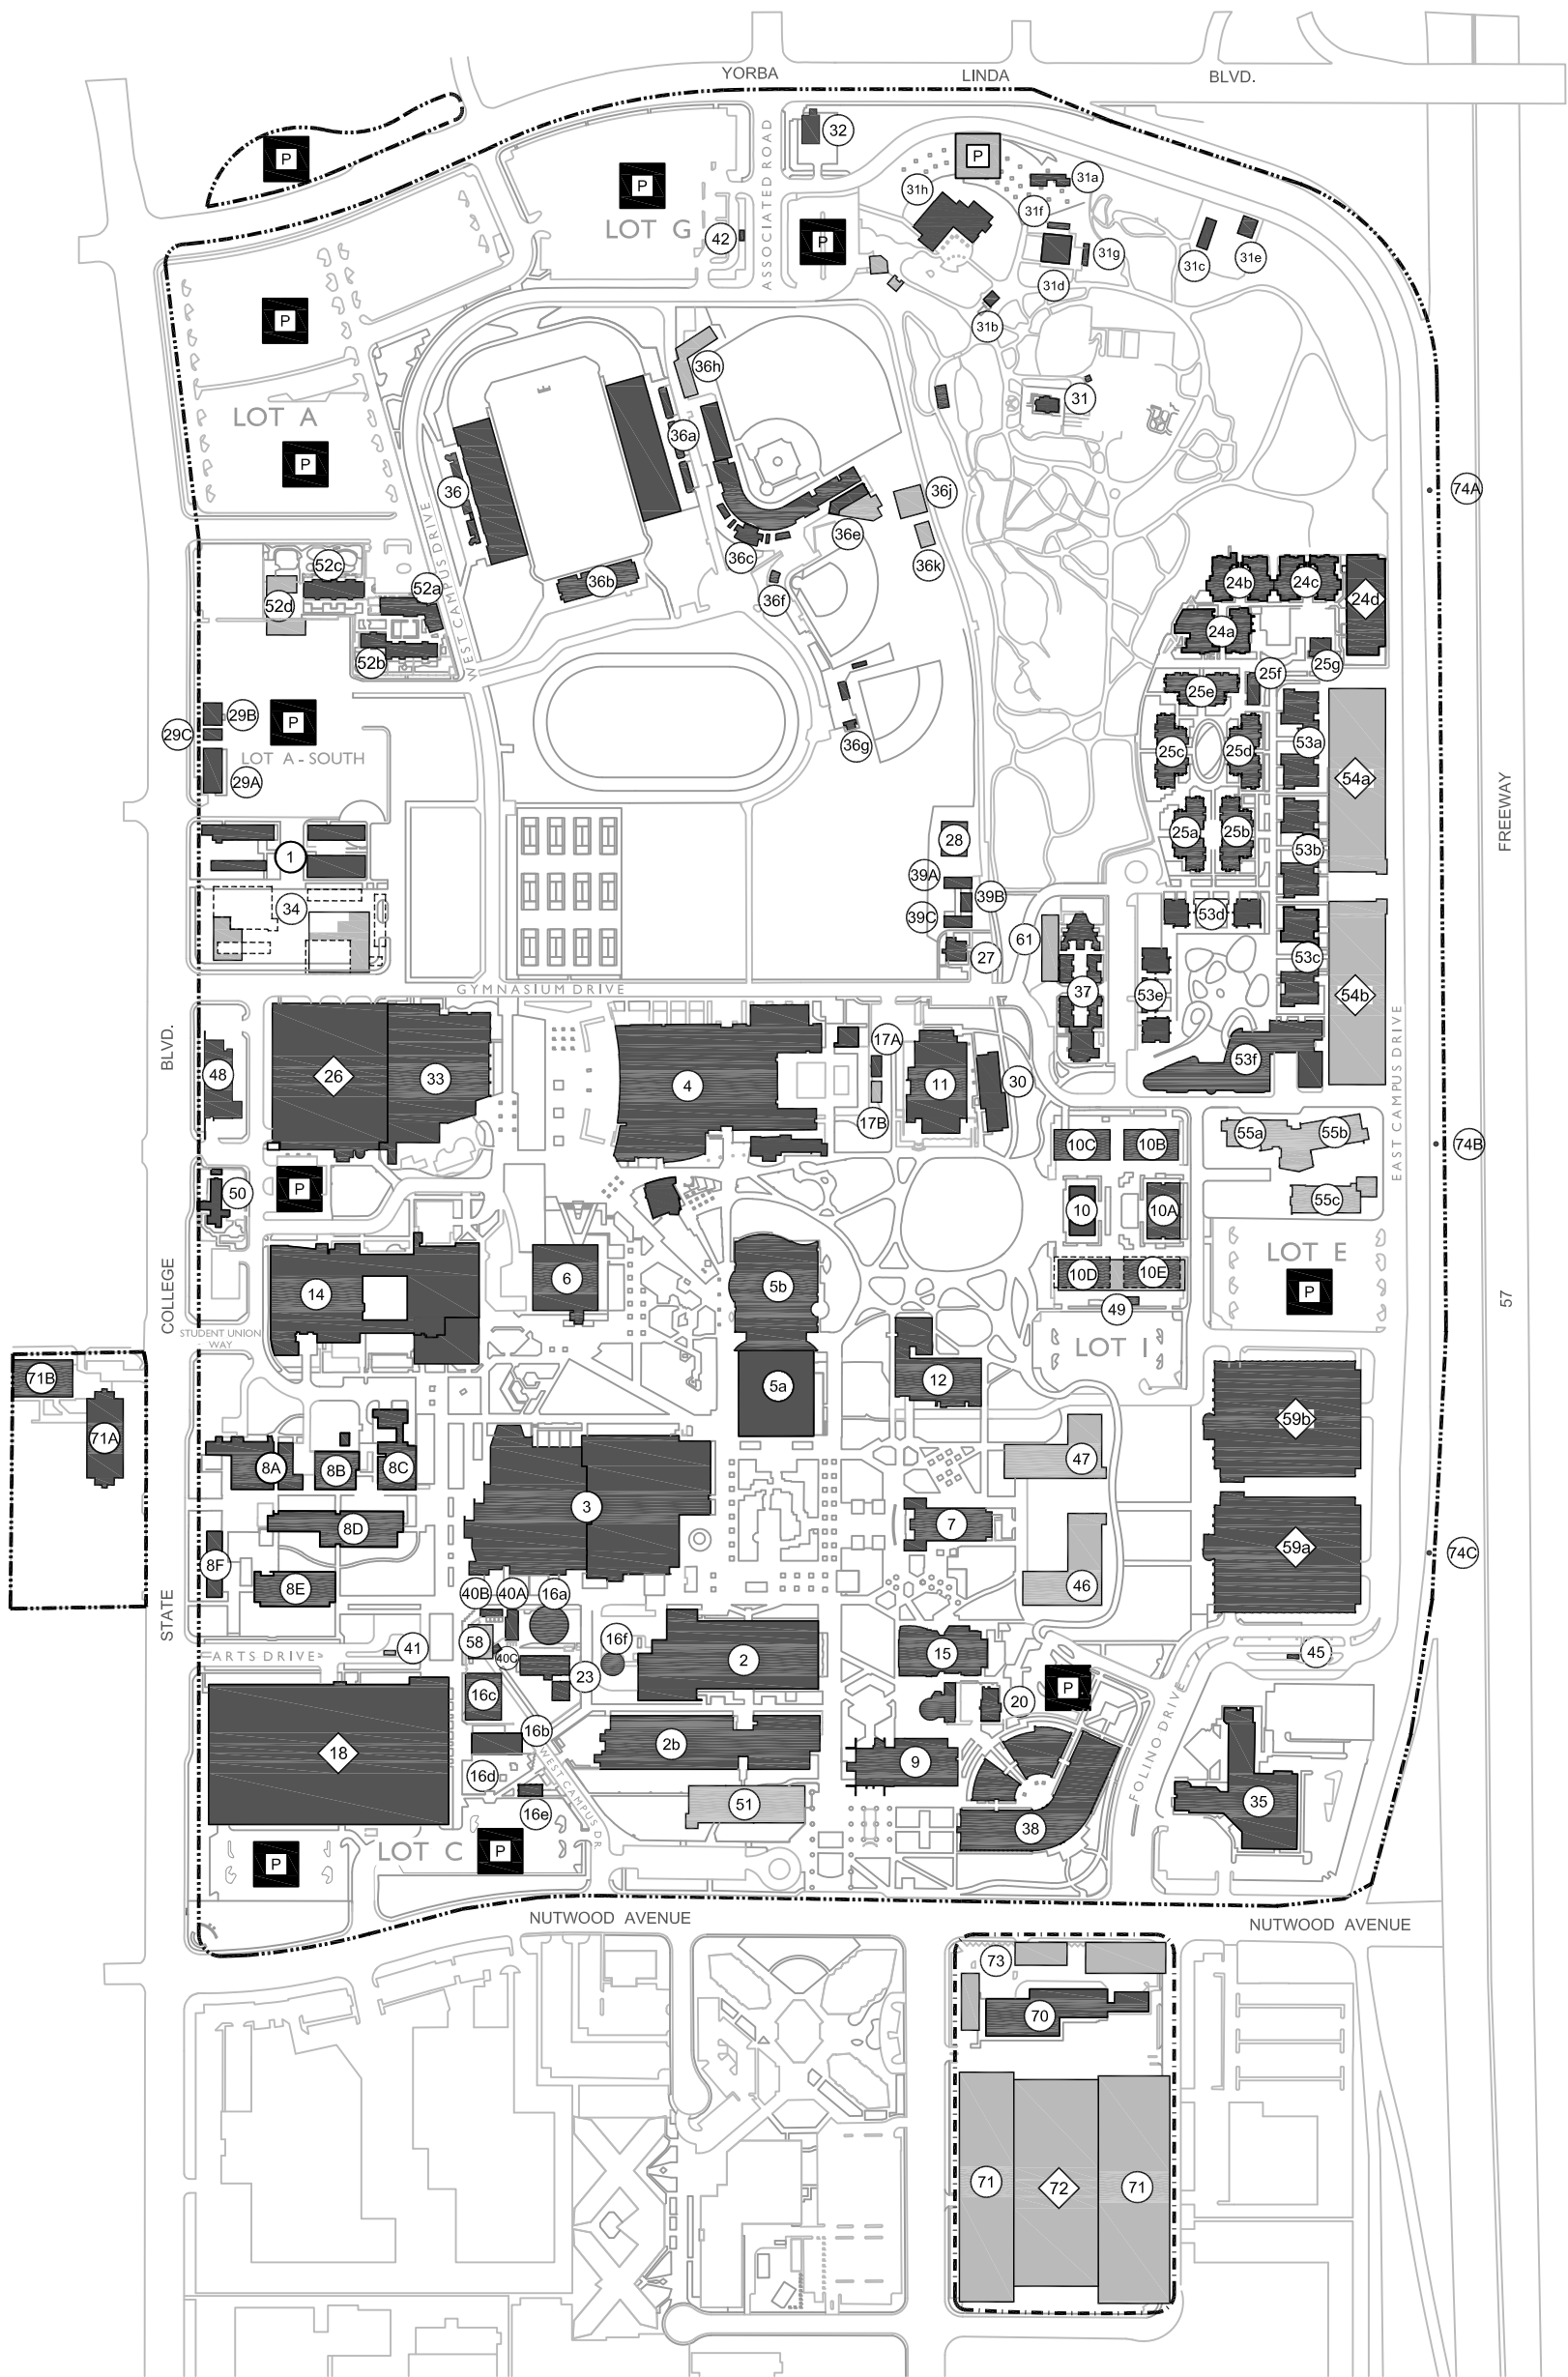 YORBA LINDA BLVD.
P
32
P
P
31a
LOT G
ASSOCIATED ROAD
31h
31f
42
P
31g
31c
31e
31d
P
31b
36h
31
LOT A
36a
P
36
36j
74A
36e
36c
36k
WEST CAMPUS DRIVE
52c
52a
36b
36f
24b
24c
24d
52d
24a
52b
25g
25f
25e
29B
P
29C
36g
25c
25d
53a
LOT A - SOUTH
29A
54a
FREEWAY
25a
25b
28
53b
1
39A
39B
34
39C
53d
61
27
53c
GYMNASIUM DRIVE
37
53e
54b
BLVD.
17A
48
26
33
4
11
30
53f
EAST CAMPUS DRIVE
17B
55a
55b
10C
10B
74B
50
P
55c
10
10A
LOT E
6
5b
10D
10E
14
P
57
COLLEGE
49
STUDENT UNION
WAY
LOT I
71B
5a
12
59b
71A
8A
8B
8C
47
3
8D
7
59a
74C
8F
8E
46
40B
40A
16a
STATE
16f
58
41
40C
ARTS DRIVE
23
2
15
45
16c
P
20
16b
18
2b
9
WEST CAMPUS DR.
FOLINO DRIVE
16d
51
35
16e
38
LOT C
P
P
NUTWOOD AVENUE
NUTWOOD AVENUE
73
70
71
72
71